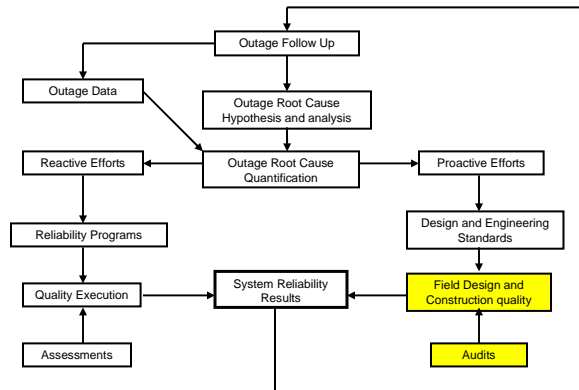 Outage Follow Up
Outage Data
Outage Root Cause
Hypothesis and analysis
Reactive Efforts
Outage Root Cause
Quantification
Proactive Efforts
Reliability Programs
Design and Engineering
Standards
Quality Execution
System Reliability
Results
Field Design and
Construction quality
Assessments
Audits